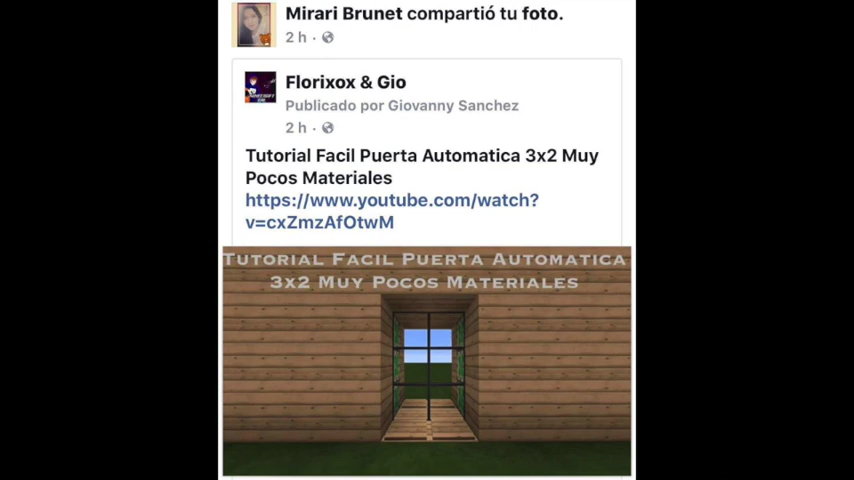 Mirari Brunet compartió tu foto.
2 h ·
Florixox & Gio
Publicado por Giovanny Sanchez
2 h ·
Tutorial Facil Puerta Automatica 3x2 Muy
Pocos Materiales
https://www.youtube.com/watch?
v=cxZmzAfOtwM
Tutorial Facil Puerta Automatica
3x2 Muy Pocos Materiales